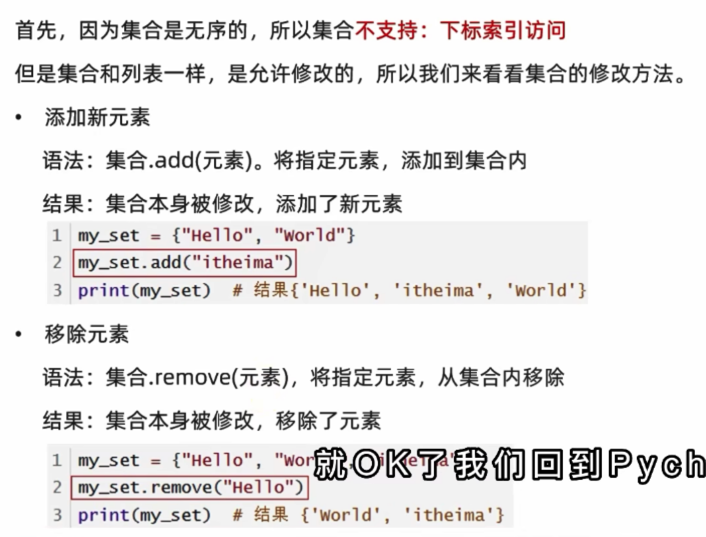 首先，因为集合是无序的，所以集合不支持：下标索引访问
但是集合和列表一样，是允许修改的，所以我们来看看集合的修改方法。
• 添加新元素
语法：集合.add(元素)。将指定元素，添加到集合内
结果：集合本身被修改，添加了新元素
1 my_set = {"Hello", "World"}
2 my_set.add("itheima")
3 print(my_set) # 结果{'Hello', 'itheima', 'World'}
• 移除元素
语法：集合.remove(元素)，将指定元素，从集合内移除
结果：集合本身被修改，移除了元素
1 my_set = {"Hello",
就OK了我们回到Pych
2 my_set.remove("Hello")
3 print(my_set) # 结果 {'World', 'itheima'}